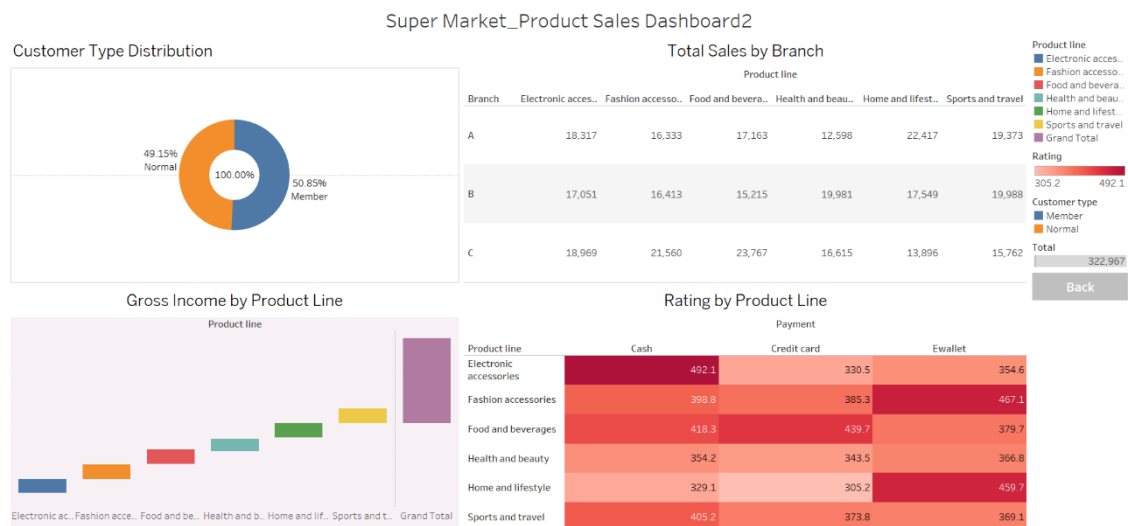 Super Market_Product Sales Dashboard2
Customer Type Distribution
49.15%
Normal
100.00%
50.85%
Member
Total Sales by Branch
Product line
Branch Electronic acces.. Fashion accesso.. Food and bevera.. Health and beau.. Home and lifest.. Sports and travel
A 18,317 16,333 17,163 12,598 22,417 19,373
B 17,051 16,413 15,215 19,981 17,549 19,988
C 18,969 21,560 23,767 16,615 13,896 15,762
Product line
Electronic acces..
Fashion accesso..
Food and bevera..
Health and beau..
Home and lifest..
Sports and travel
Grand Total
Rating
305.2 492.1
Customer type
Member
Normal
Total
322,967
Back
Gross Income by Product Line
Product line
Electronic ac.. Fashion acce.. Food and be.. Health and b.. Home and lif.. Sports and t.. Grand Total
Rating by Product Line
Payment
Product line Cash Credit card Ewallet
Electronic
accessories 492.1 330.5 354.6
Fashion accessories 398.8 385.3 467.1
Food and beverages 418.3 439.7 379.7
Health and beauty 354.2 343.5 366.8
Home and lifestyle 329.1 305.2 459.7
Sports and travel 405.2 373.8 369.1